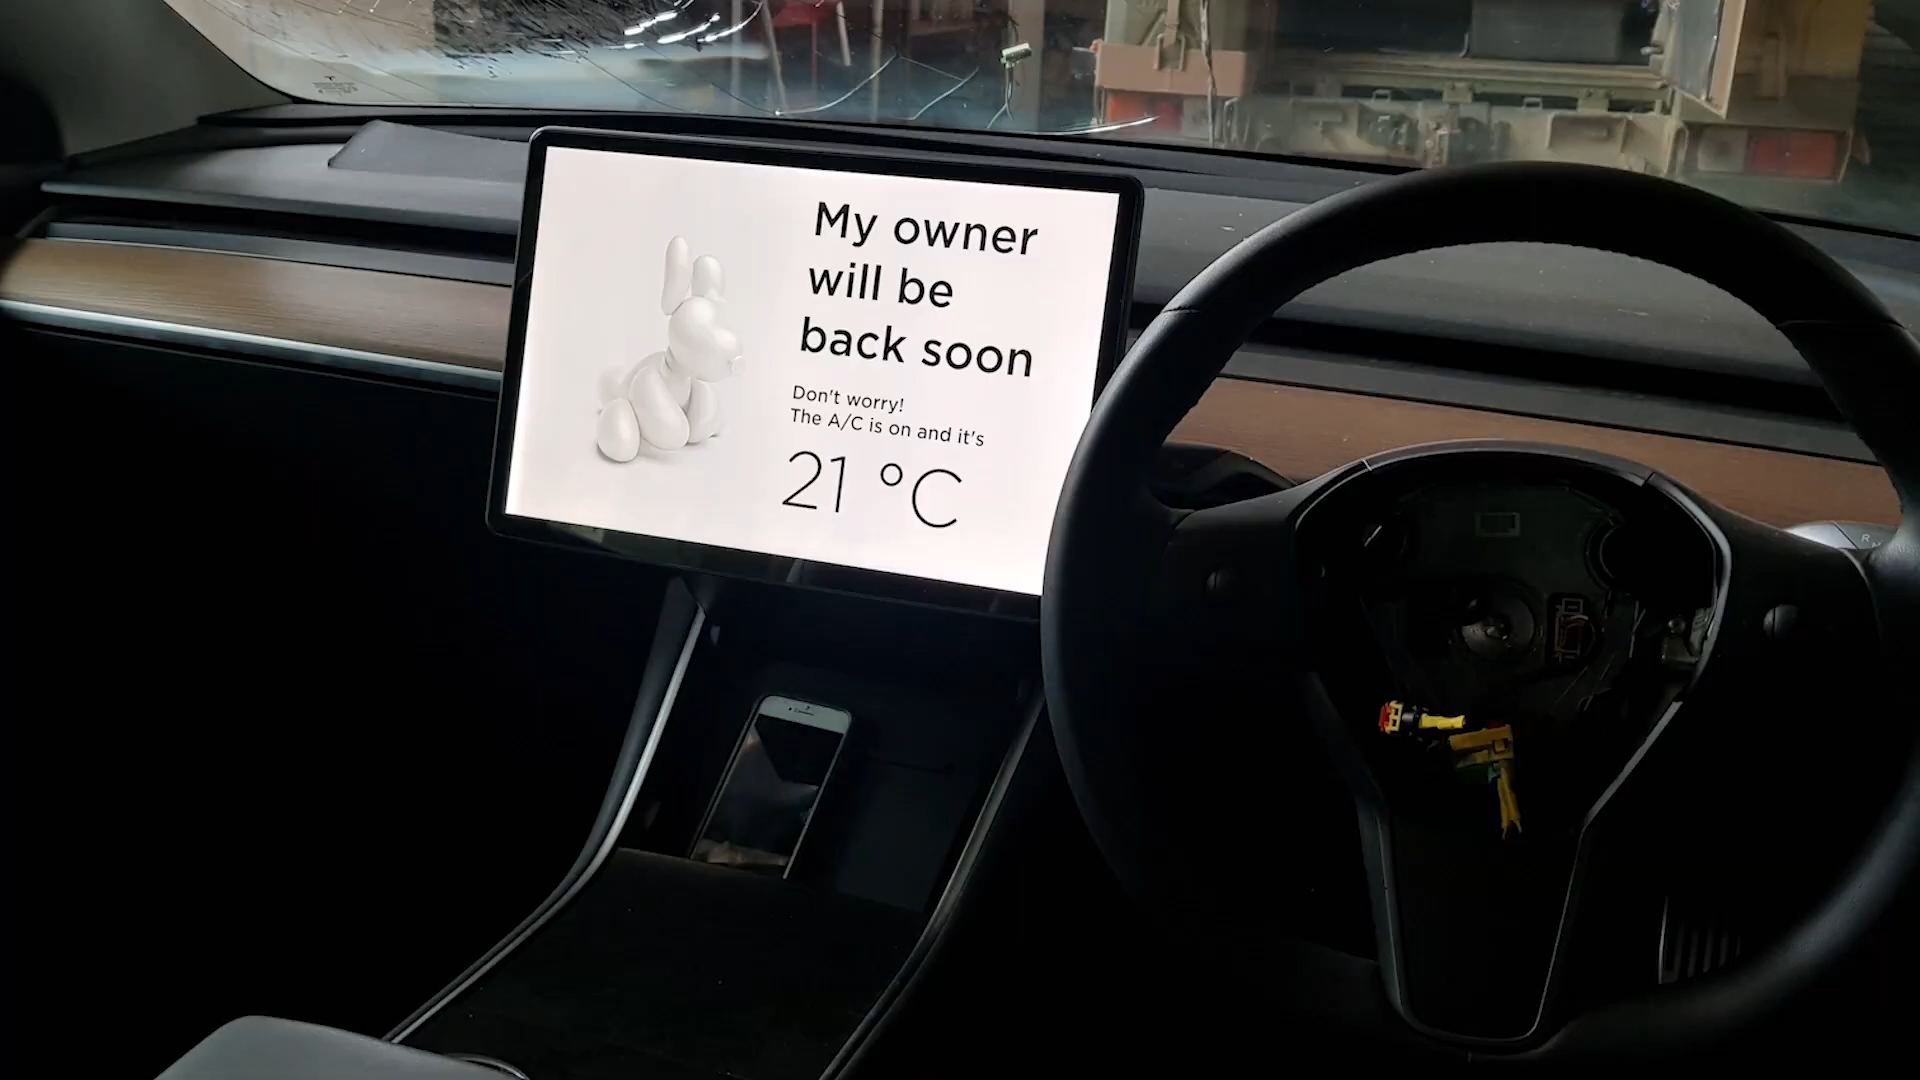 My owner
will be
back soon
Don't worry!
The A/C is on and it's
21 °C
R